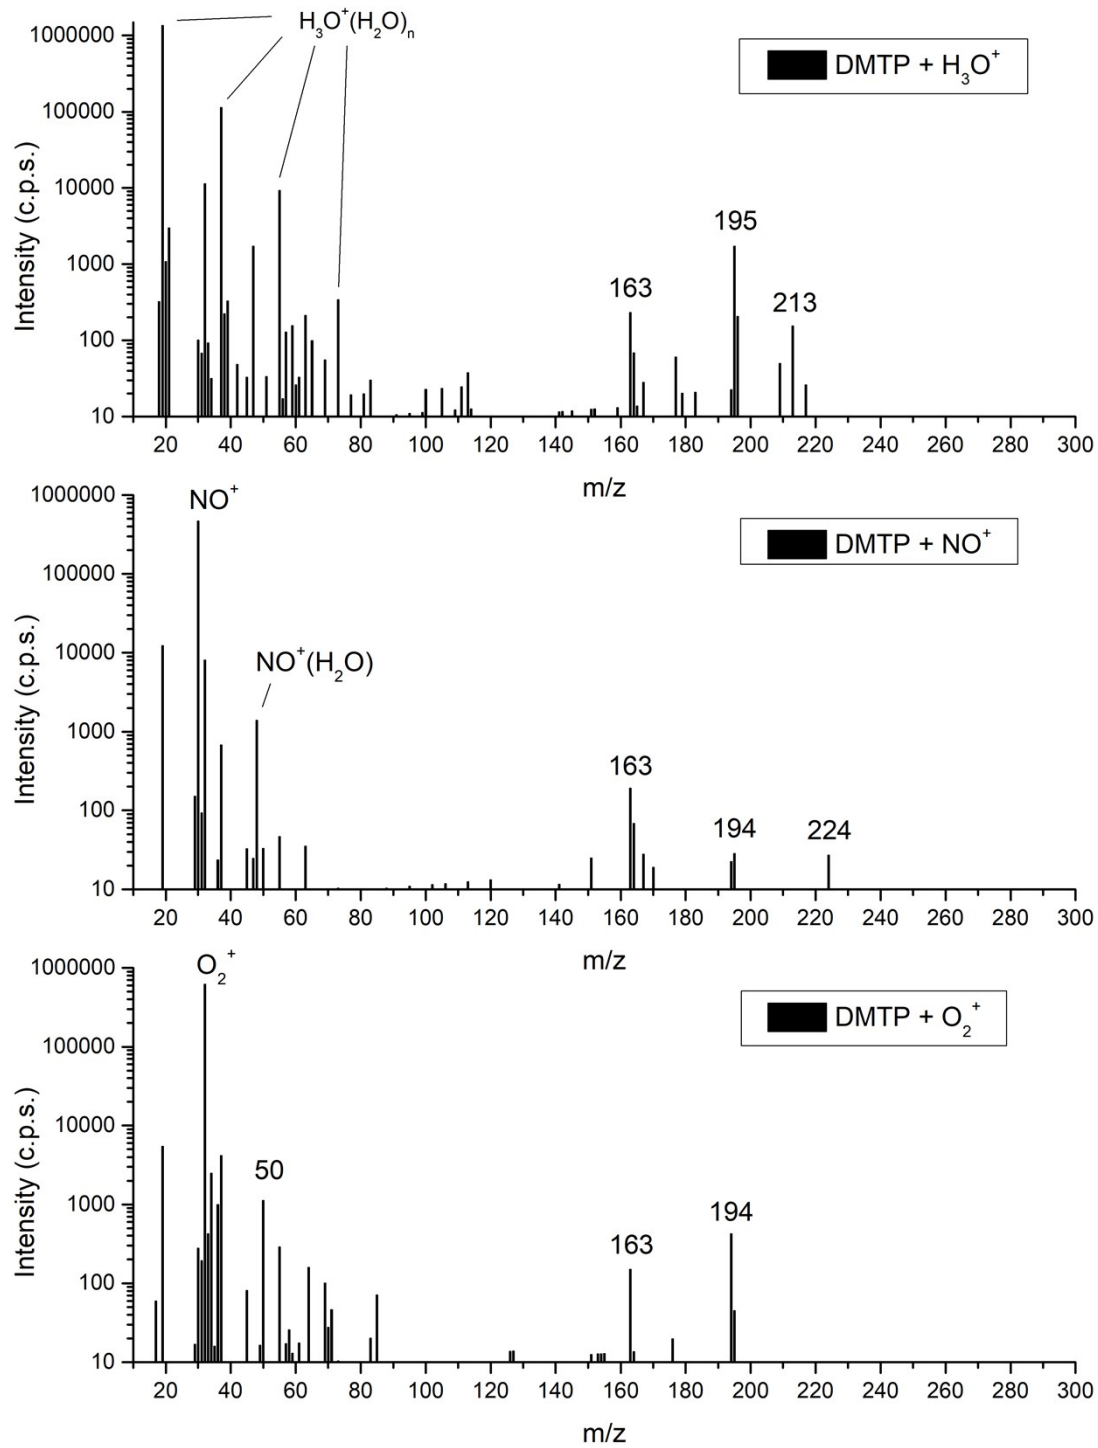 H₃O⁺(H₂O)ₙ
DMTP + H₃O⁺
Intensity (c.p.s.)
1000000
100000
10000
1000
100
10
163
195
213
20 40 60 80 100 120 140 160 180 200 220 240 260 280 300
m/z
NO⁺
DMTP + NO⁺
NO⁺(H₂O)
Intensity (c.p.s.)
1000000
100000
10000
1000
100
10
163
194
224
20 40 60 80 100 120 140 160 180 200 220 240 260 280 300
m/z
O₂⁺
DMTP + O₂⁺
Intensity (c.p.s.)
1000000
100000
10000
1000
100
10
50
163
194
20 40 60 80 100 120 140 160 180 200 220 240 260 280 300
m/z